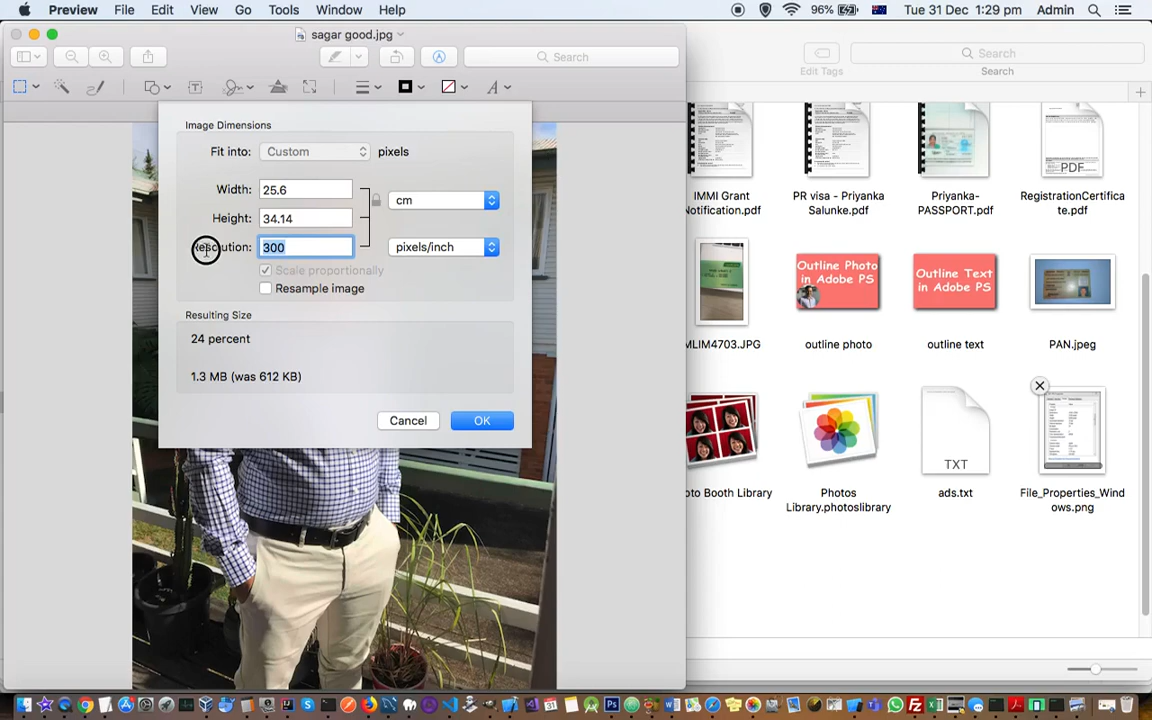 Preview File Edit View Go Tools Window Help 96% Tue 31 Dec 1:29 pm Admin
sagar good.jpg
Search
Edit Tags
Search
Search
Image Dimensions
Fit into: Custom pixels
Width: 25.6
cm
Height: 34.14
Resolution: 300 pixels/inch
Scale proportionally
Resample image
Resulting Size
24 percent
1.3 MB (was 612 KB)
Cancel OK
PDF
IMMI Grant
Notification.pdf
PR visa - Priyanka
Salunke.pdf
Priyanka-
PASSPORT.pdf
RegistrationCertifica
te.pdf
Outline Photo
in Adobe PS
Outline Text
in Adobe PS
MLIM4703.JPG
outline photo
outline text
PAN.jpeg
TXT
oto Booth Library
Photos
Library.photoslibrary
ads.txt
File_Properties_Wind
ows.png